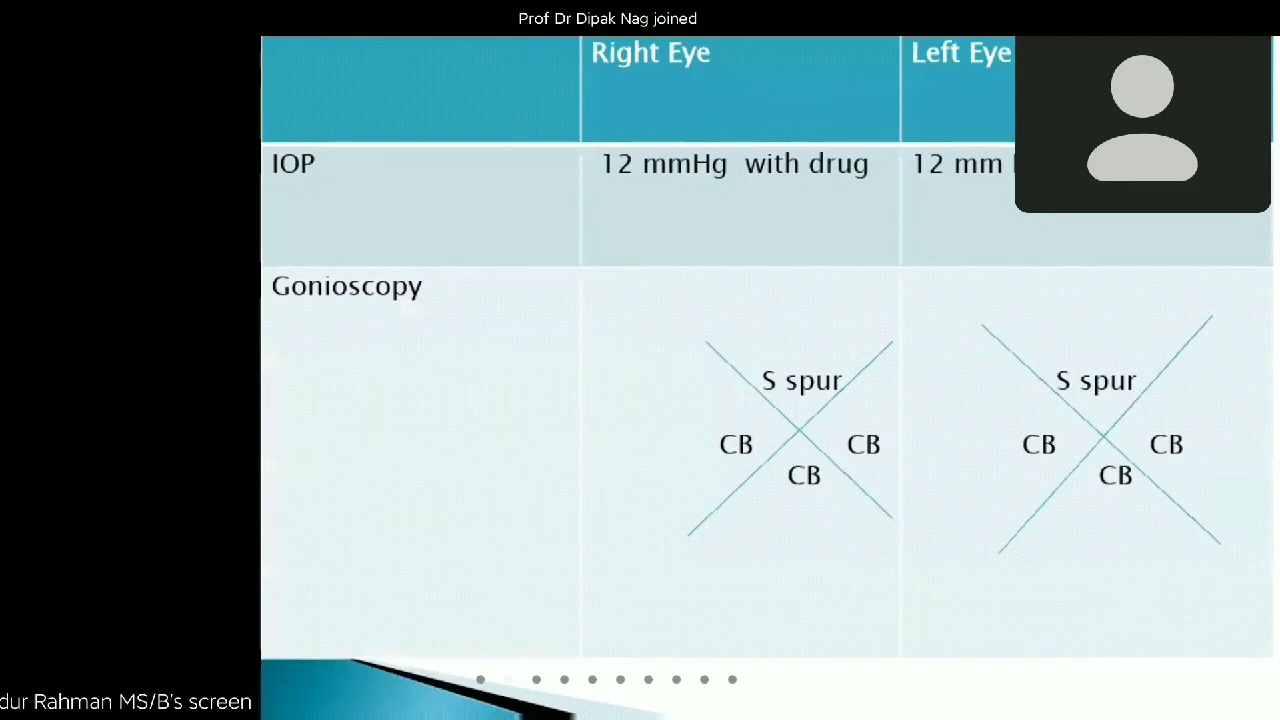 Prof Dr Dipak Nag joined
Right Eye
Left Eye
IOP
12 mmHg with drug
12 mm
Gonioscopy
S spur
CB CB
CB
S spur
CB CB
CB
Rahman MS/B's screen